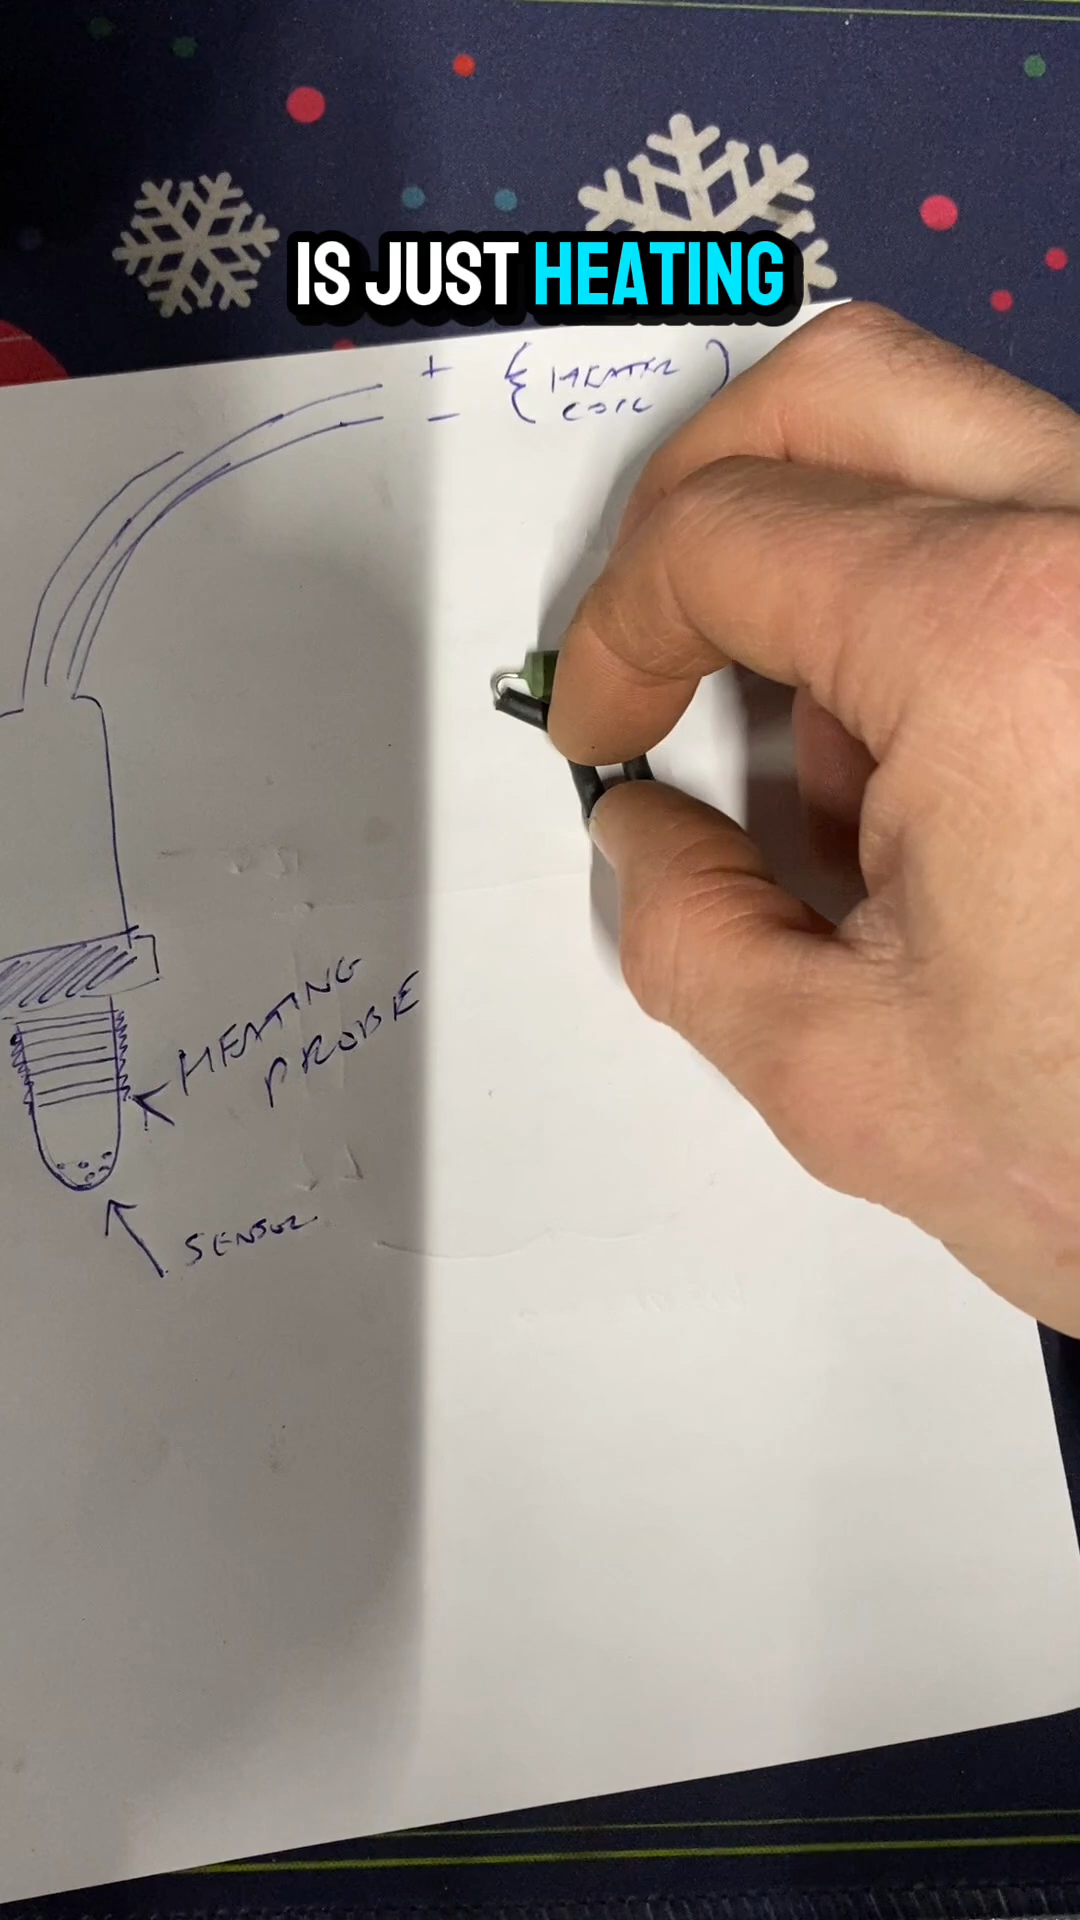 IS JUST HEATING
+ { HEATER )
- COIL
HEATING
PROBE
SENSOR